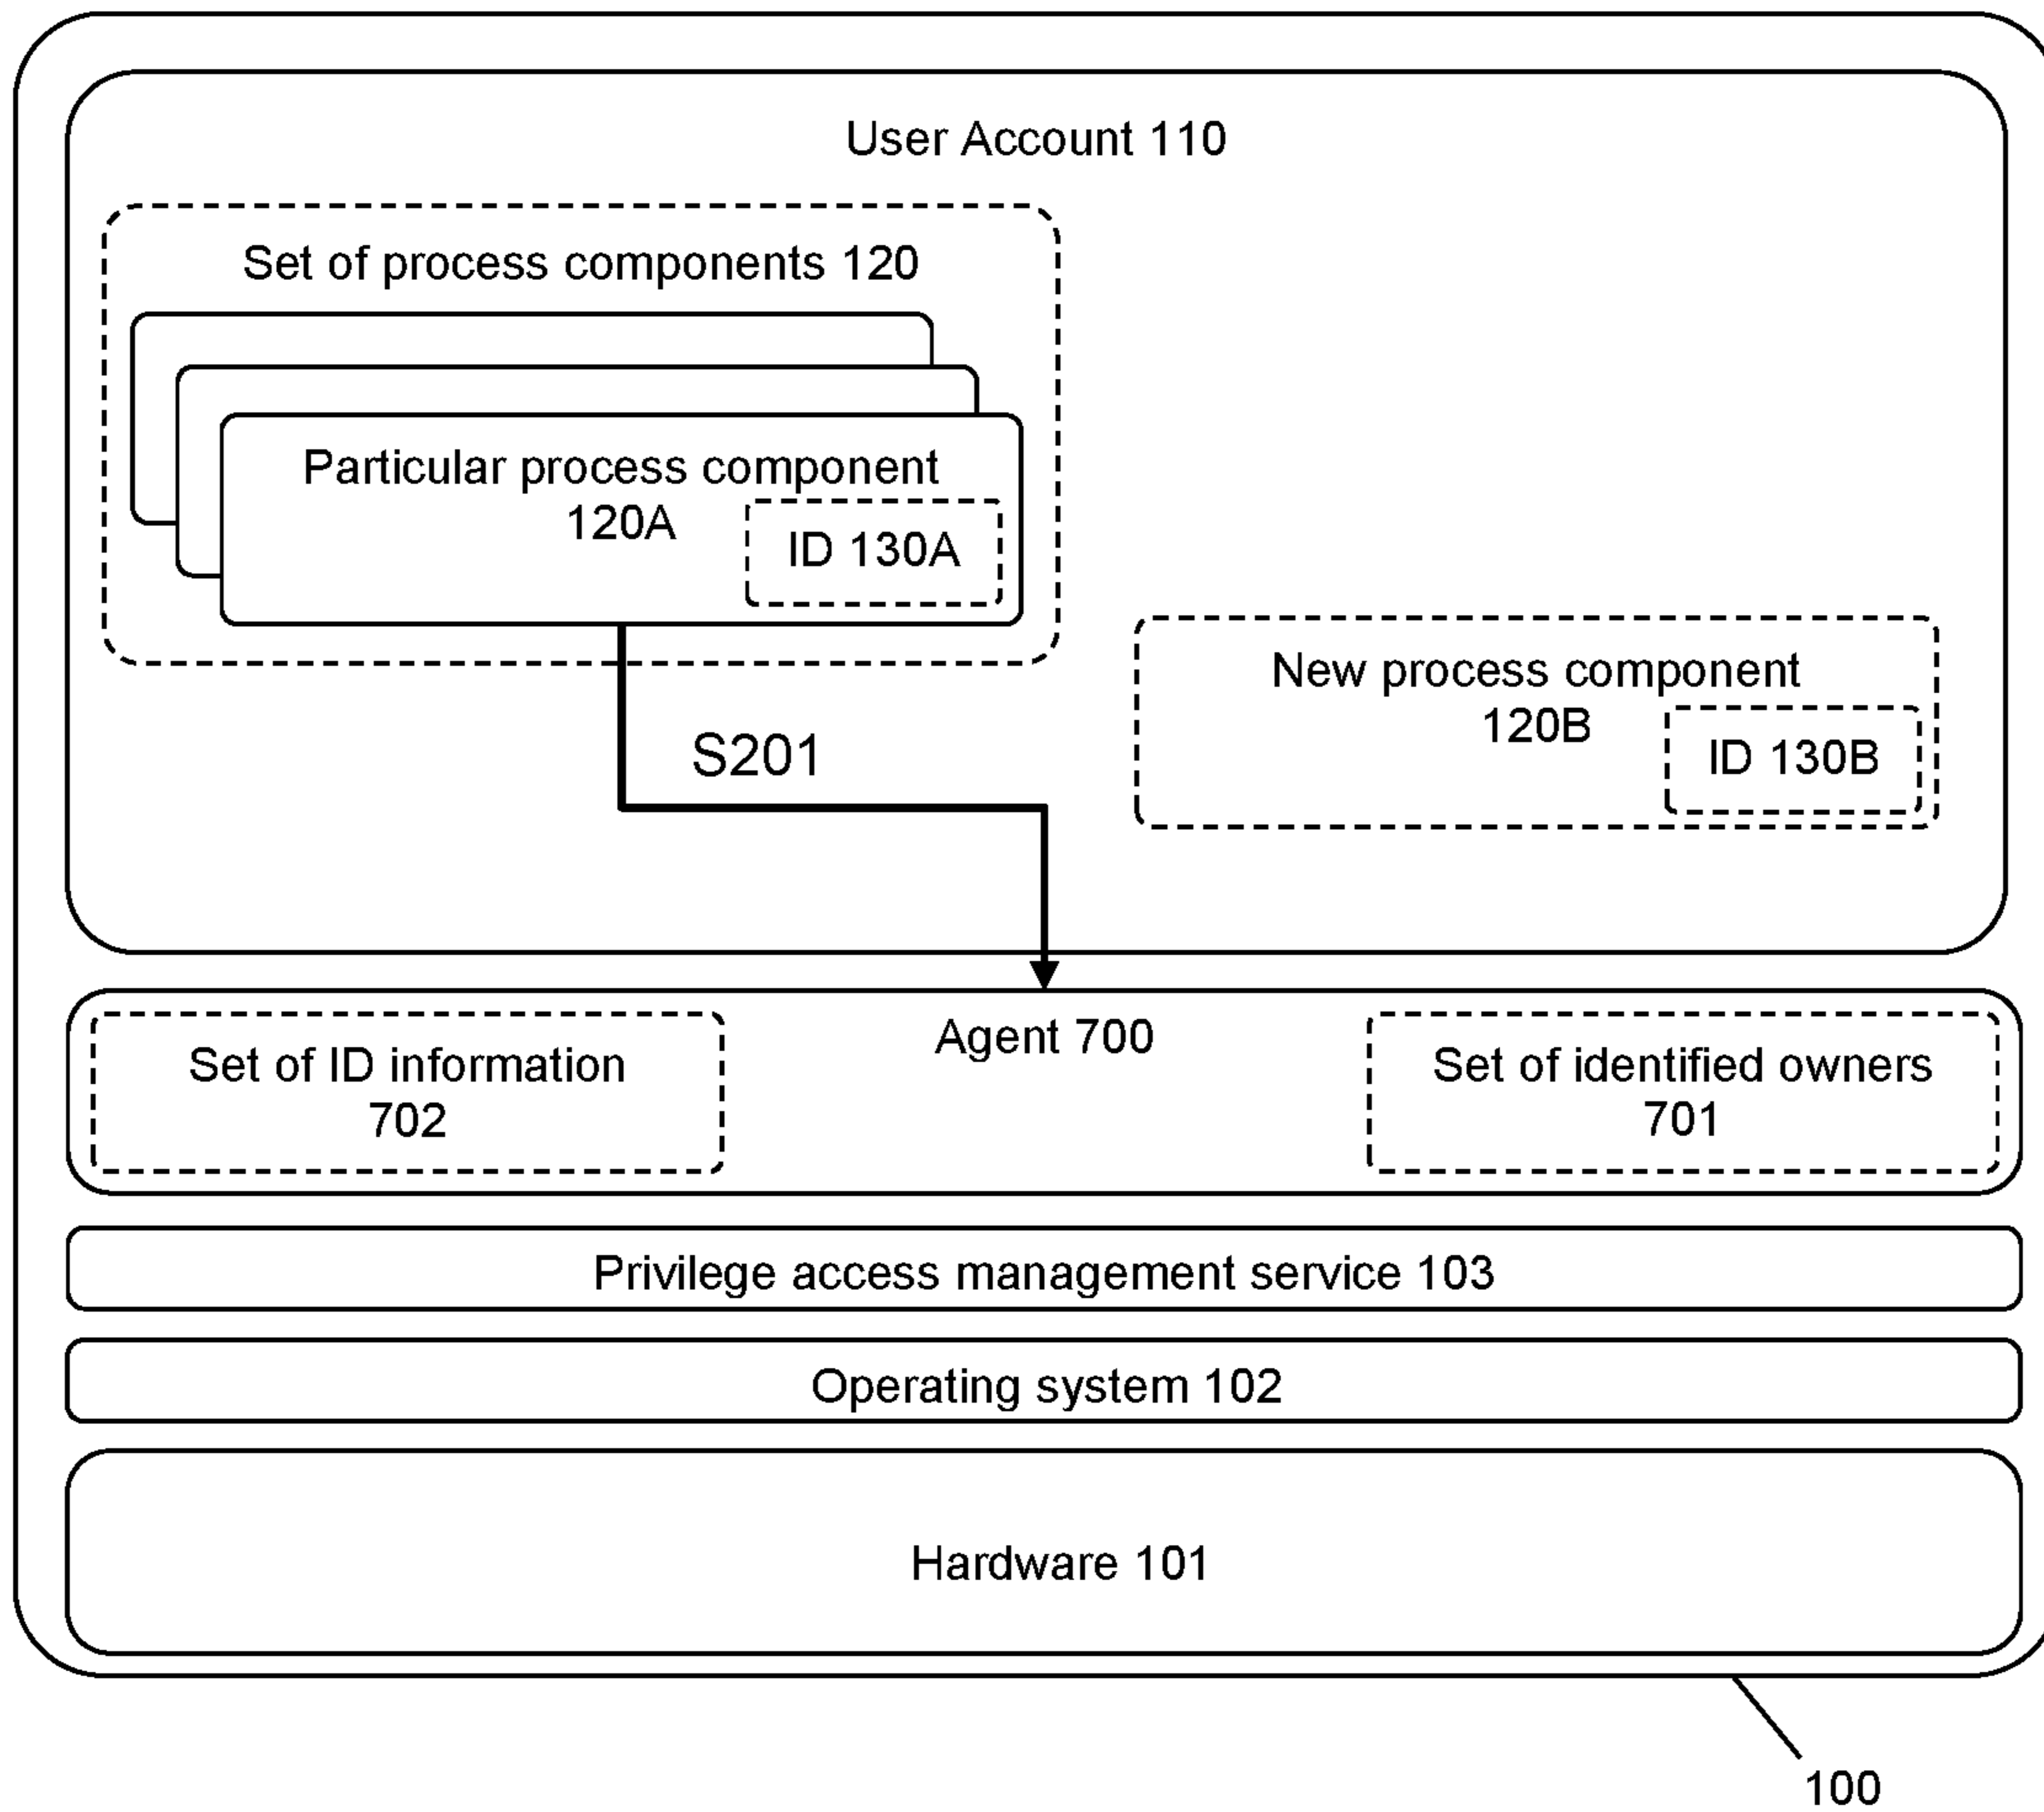 User Account 110
Set of process components 120
Particular process component
120A
ID 130A
New process component
120B
ID 130B
S201
Agent 700
Set of ID information
702
Set of identified owners
701
Privilege access management service 103
Operating system 102
Hardware 101
100